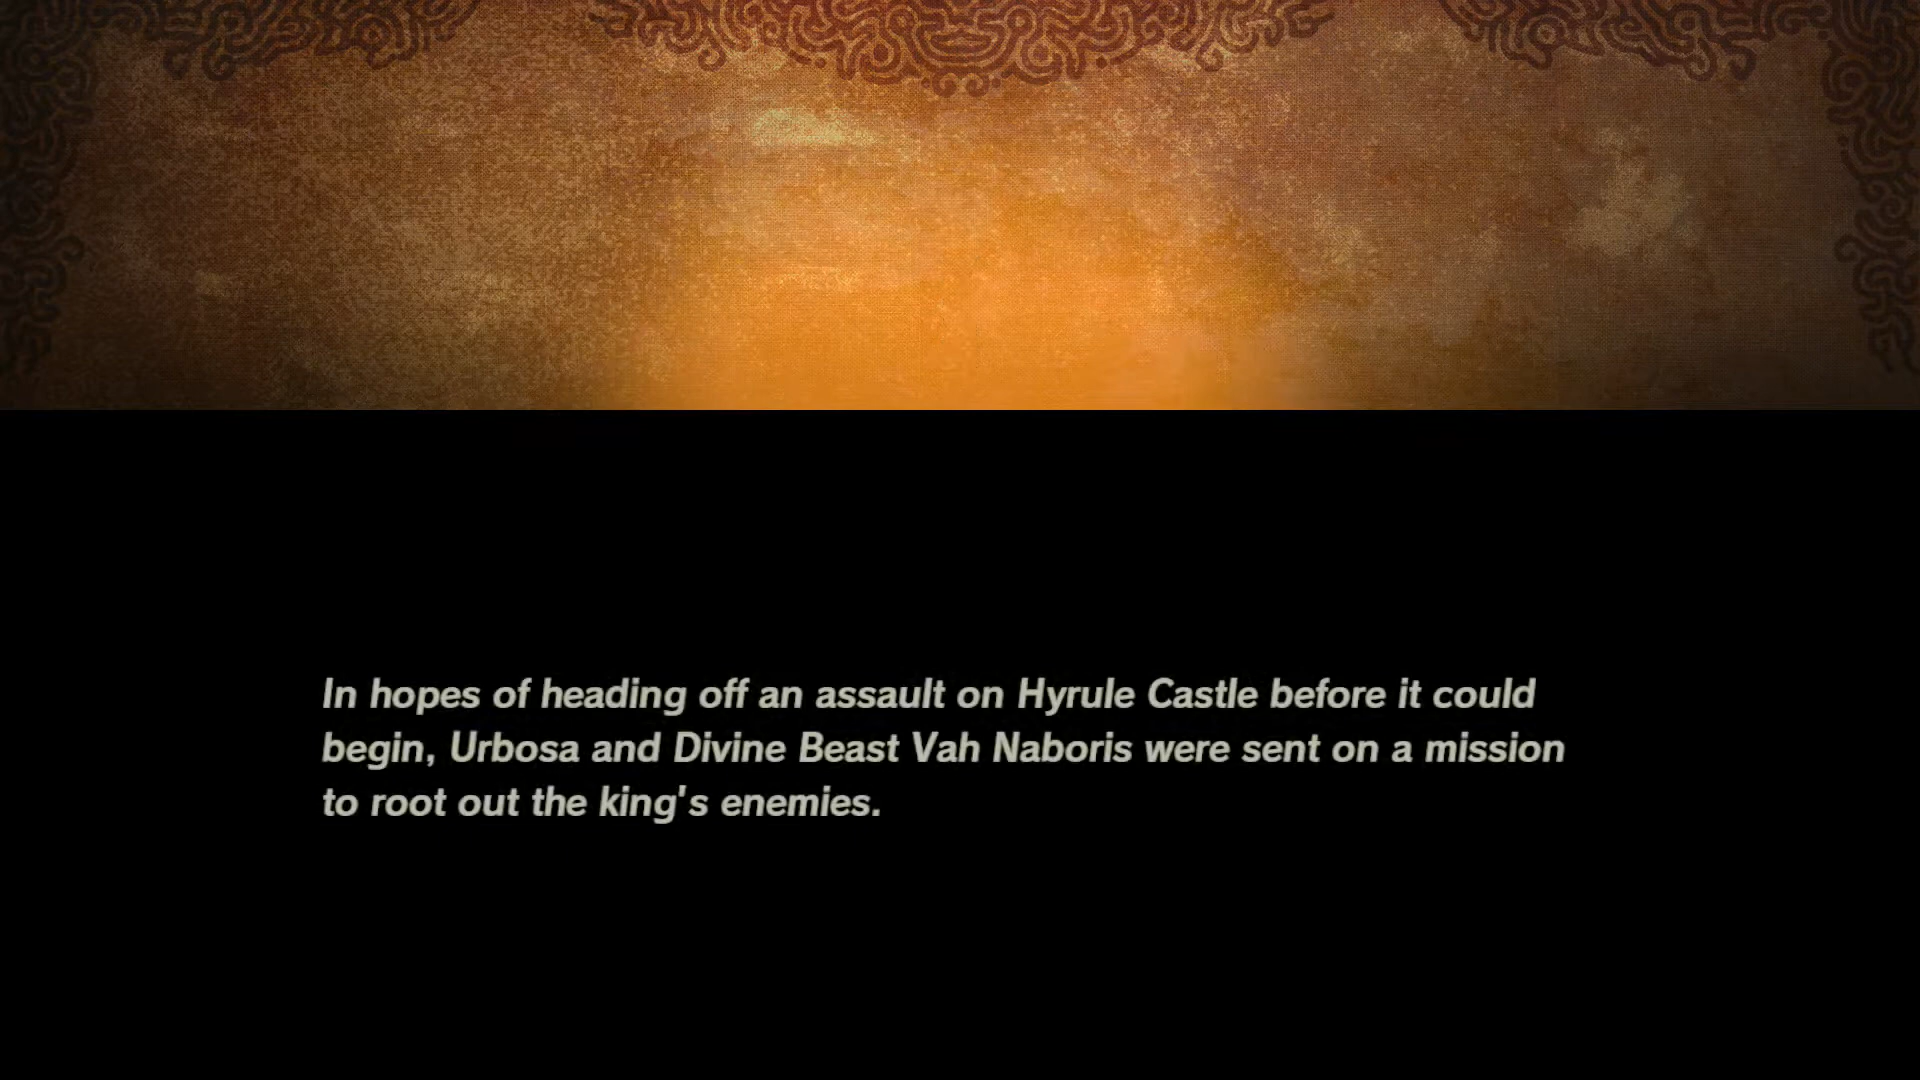 In hopes of heading off an assault on Hyrule Castle before it could
begin, Urbosa and Divine Beast Vah Naboris were sent on a mission
to root out the king's enemies.